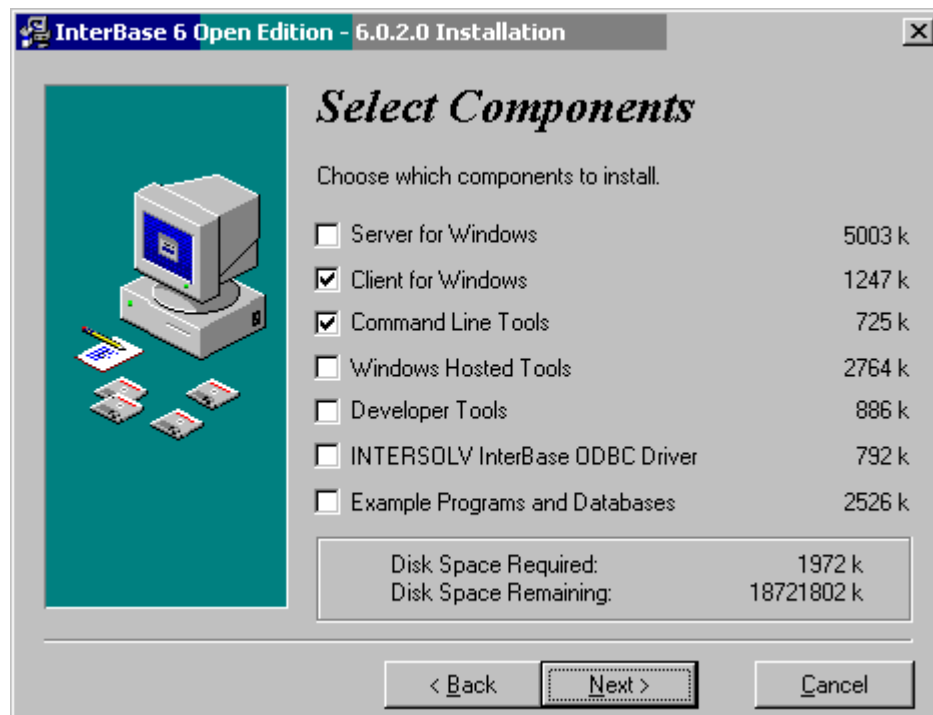 InterBase 6 Open Edition - 6.0.2.0 Installation
Select Components
Choose which components to install.
Server for Windows 5003 k
Client for Windows 1247 k
Command Line Tools 725 k
Windows Hosted Tools 2764 k
Developer Tools 886 k
INTERSOLV InterBase ODBC Driver 792 k
Example Programs and Databases 2526 k
Disk Space Required: 1972 k
Disk Space Remaining: 18721802 k
< Back Next > Cancel